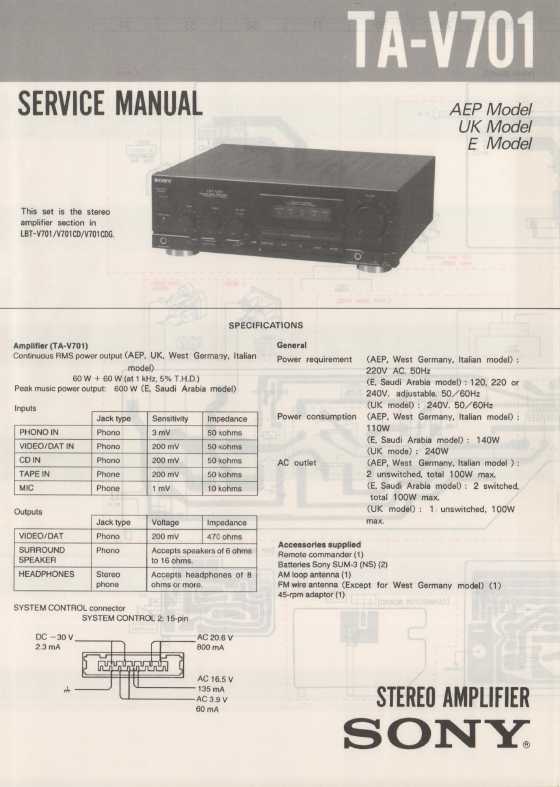 TA-V701
SERVICE MANUAL
AEP Model
UK Model
E Model
SONY
This set is the stereo
amplifier section in
LBT-V701/V701CD/V701CDG.
SPECIFICATIONS
Amplifier (TA-V701)
Continuous RMS power output (AEP, UK, West Germany, Italian
model)
60 W + 60 W (at 1 kHz, 5% T.H.D.)
Peak music power output: 600 W (E, Saudi Arabia model)
Inputs
Jack type Sensitivity Impedance
PHONO IN Phono 3 mV 50 kohms
VIDEO/DAT IN Phono 200 mV 50 kohms
CD IN Phono 200 mV 50 kohms
TAPE IN Phono 200 mV 50 kohms
MIC Phone 1 mV 10 kohms
Outputs
Jack type Voltage Impedance
VIDEO/DAT Phono 200 mV 470 ohms
SURROUND SPEAKER Phono Accepts speakers of 6 ohms to 16 ohms.
HEADPHONES Stereo phone Accepts headphones of 8 ohms or more.
SYSTEM CONTROL connector
SYSTEM CONTROL 2: 15-pin
DC −30 V
2.3 mA
AC 20.6 V
800 mA
AC 16.5 V
135 mA
AC 3.9 V
60 mA
General
Power requirement (AEP, West Germany, Italian model) :
220V AC, 50Hz
(E, Saudi Arabia model) : 120, 220 or
240V, adjustable, 50/60Hz
(UK model) : 240V, 50/60Hz
Power consumption (AEP, West Germany, Italian model) :
110W
(E, Saudi Arabia model) : 140W
(UK mode) : 240W
AC outlet (AEP, West Germany, Italian model ) :
2 unswitched, total 100W max.
(E, Saudi Arabia model) : 2 switched,
total 100W max.
(UK model) : 1 unswitched, 100W
max.
Accessories supplied
Remote commander (1)
Batteries Sony SUM-3 (NS) (2)
AM loop antenna (1)
FM wire antenna (Except for West Germany model) (1)
45-rpm adaptor (1)
STEREO AMPLIFIER
SONY®